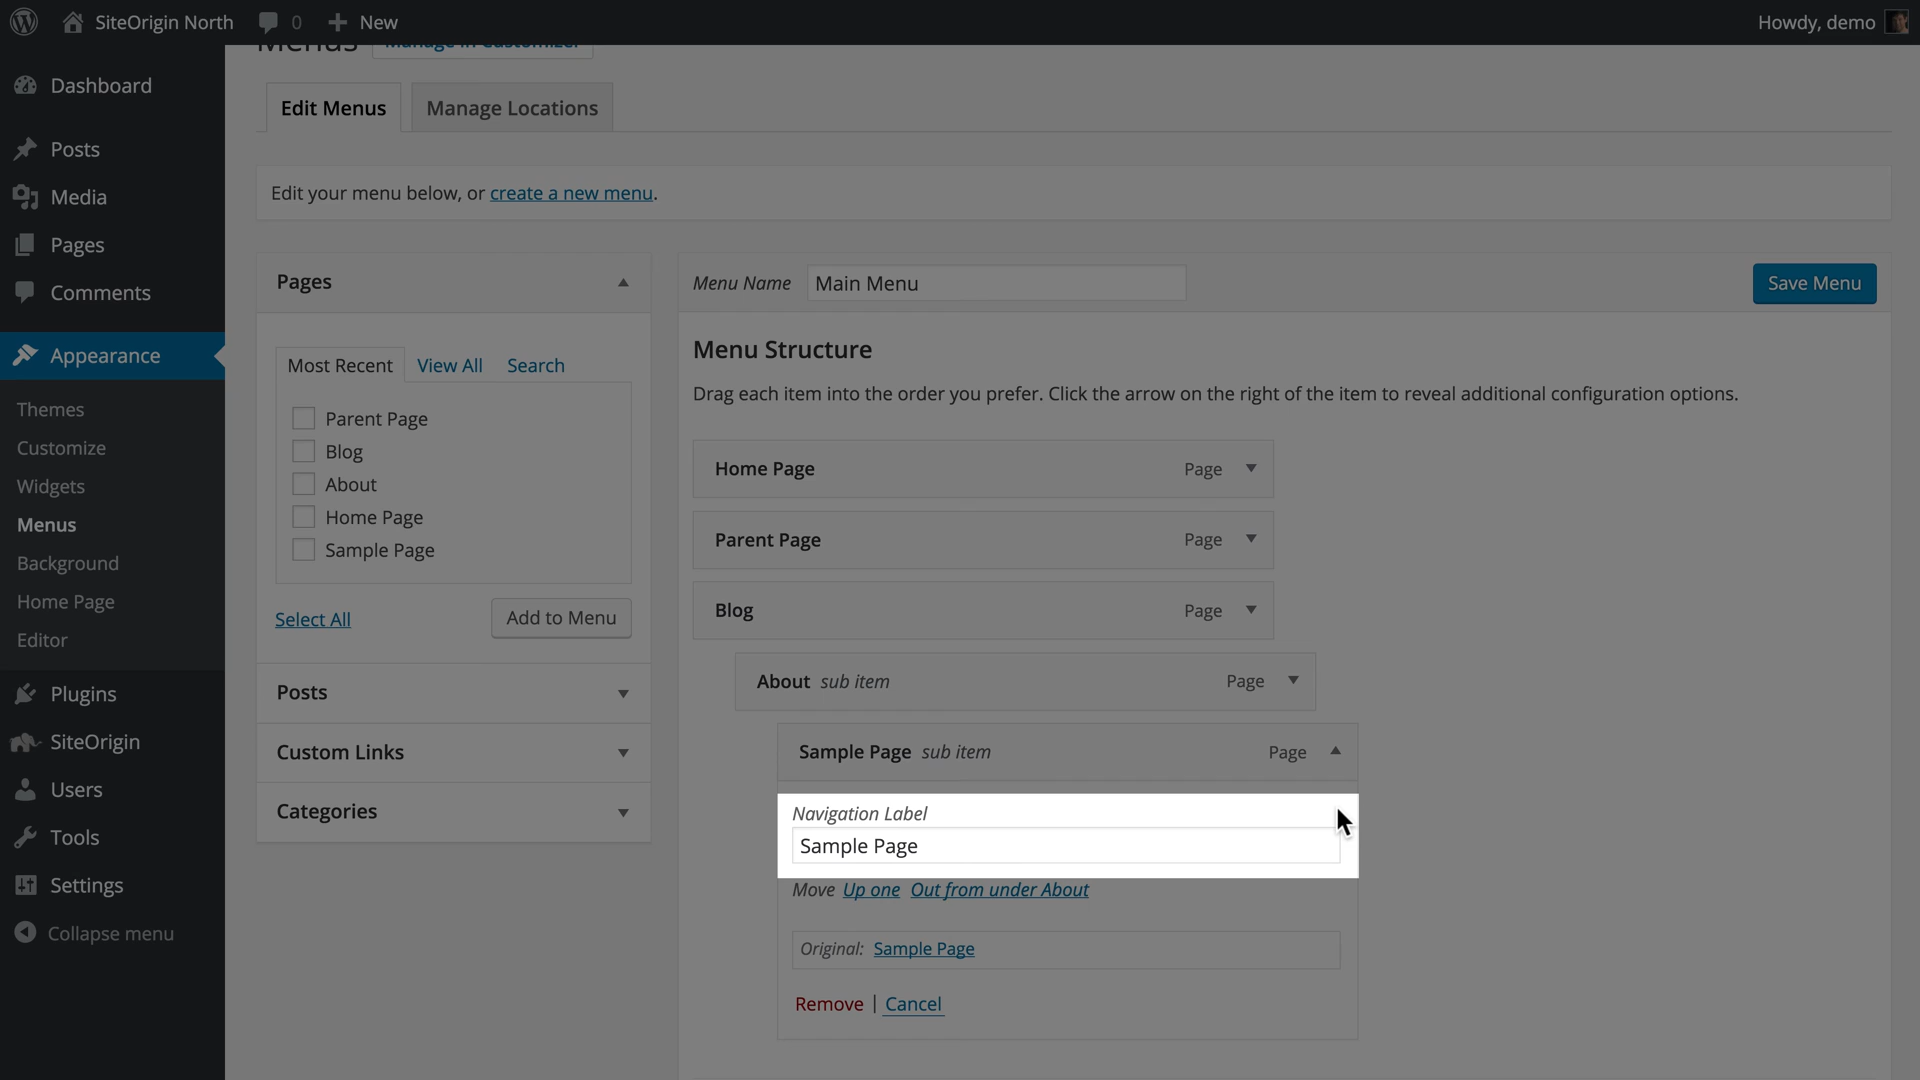 SiteOrigin North 0 New Howdy, demo
Menus Manage in Customizer
Dashboard
Posts
Media
Pages
Comments
Appearance
Themes
Customize
Widgets
Menus
Background
Home Page
Editor
Plugins
SiteOrigin
Users
Tools
Settings
Collapse menu
Edit Menus Manage Locations
Edit your menu below, or create a new menu.
Pages
Most Recent View All Search
Parent Page
Blog
About
Home Page
Sample Page
Select All Add to Menu
Posts
Custom Links
Categories
Menu Name Main Menu Save Menu
Menu Structure
Drag each item into the order you prefer. Click the arrow on the right of the item to reveal additional configuration options.
Home Page Page
Parent Page Page
Blog Page
About sub item Page
Sample Page sub item Page
Navigation Label
Sample Page
Move Up one Out from under About
Original: Sample Page
Remove | Cancel